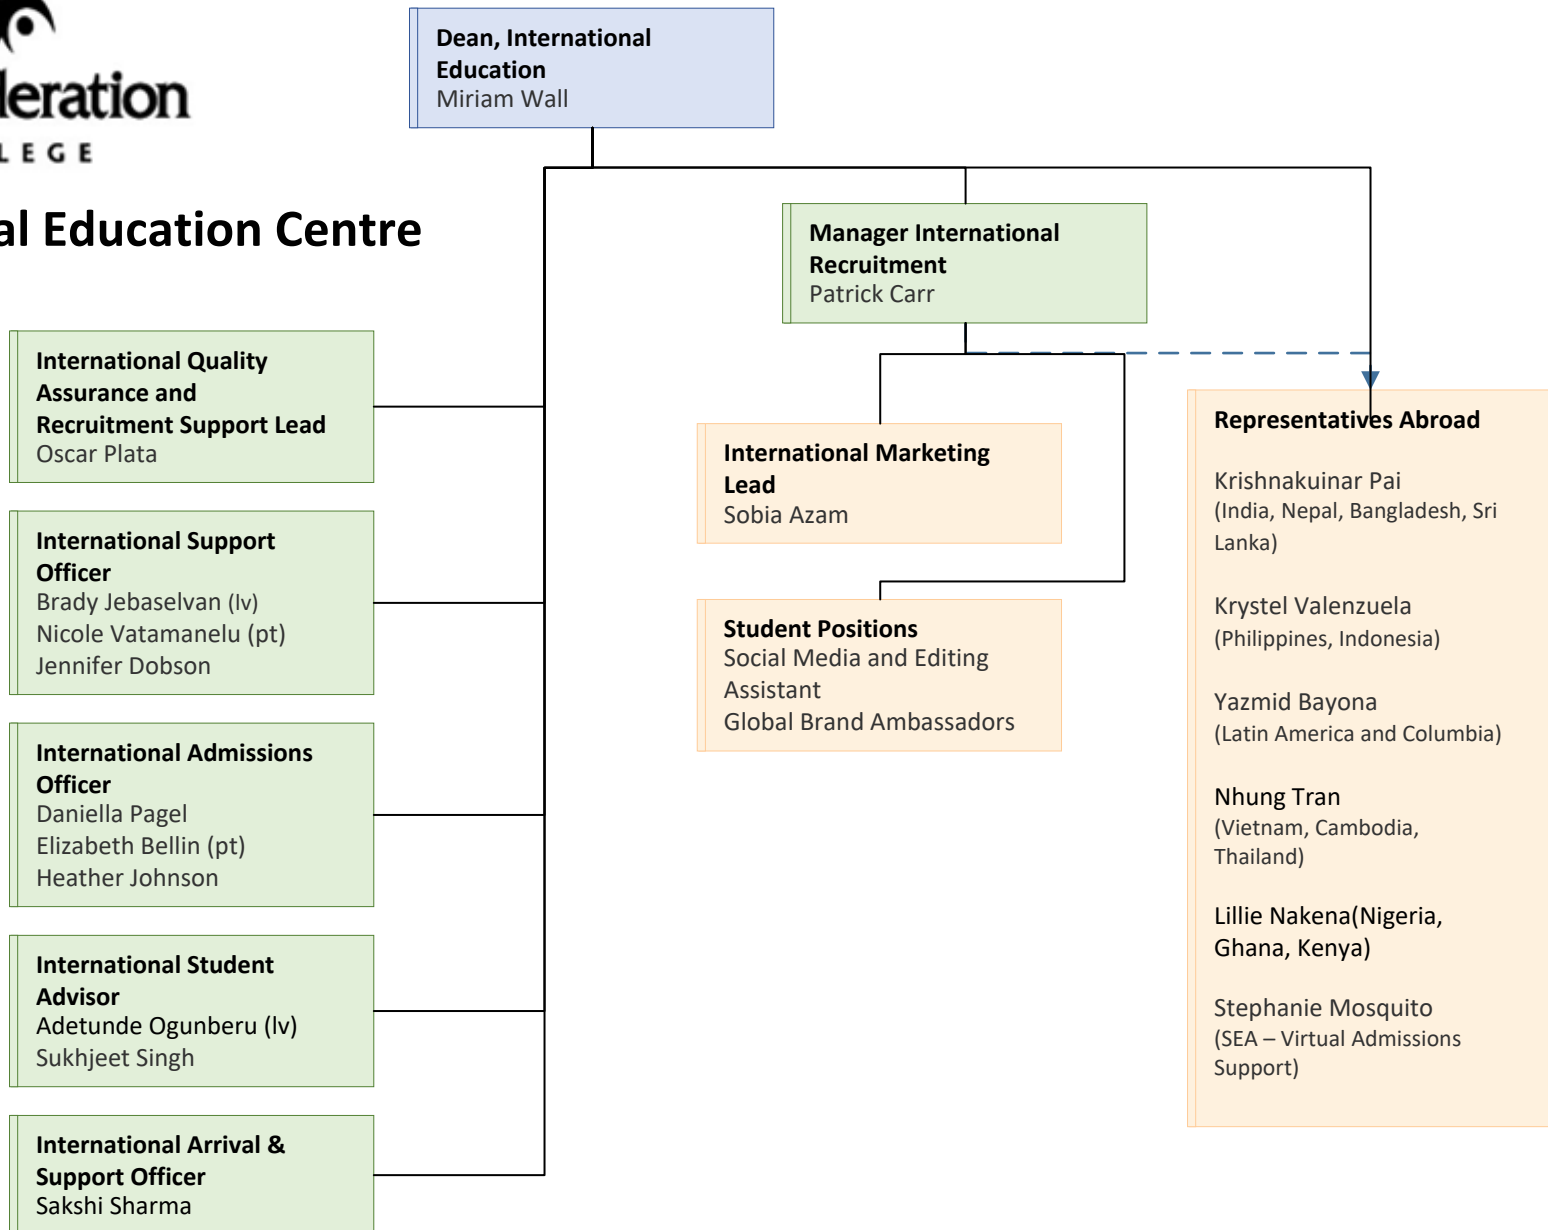 Dean, International
Education
Miriam Wall
deration
LEGE
al Education Centre
Manager International
Recruitment
Patrick Carr
International Quality
Assurance and
Recruitment Support Lead
Oscar Plata
International Support
Officer
Brady Jebaselvan (lv)
Nicole Vatamanelu (pt)
Jennifer Dobson
International Admissions
Officer
Daniella Pagel
Elizabeth Bellin (pt)
Heather Johnson
International Student
Advisor
Adetunde Ogunberu (lv)
Sukhjeet Singh
International Arrival &
Support Officer
Sakshi Sharma
International Marketing
Lead
Sobia Azam
Student Positions
Social Media and Editing
Assistant
Global Brand Ambassadors
Representatives Abroad
Krishnakuinar Pai
(India, Nepal, Bangladesh, Sri
Lanka)
Krystel Valenzuela
(Philippines, Indonesia)
Yazmid Bayona
(Latin America and Columbia)
Nhung Tran
(Vietnam, Cambodia,
Thailand)
Lillie Nakena(Nigeria,
Ghana, Kenya)
Stephanie Mosquito
(SEA – Virtual Admissions
Support)